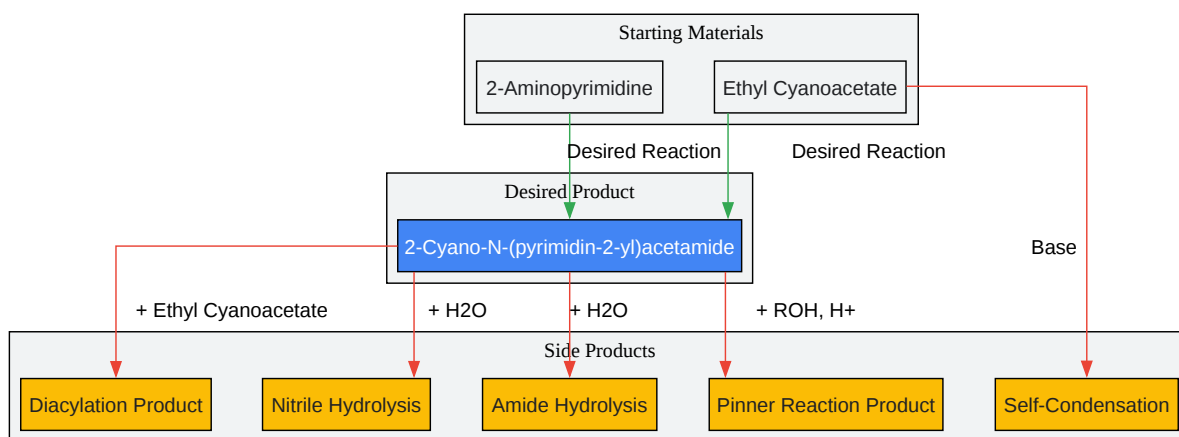 Starting Materials
2-Aminopyrimidine
Ethyl Cyanoacetate
Desired Reaction
Desired Reaction
Desired Product
2-Cyano-N-(pyrimidin-2-yl)acetamide
Base
+ Ethyl Cyanoacetate
+ H2O
+ H2O
+ ROH, H+
Side Products
Diacylation Product
Nitrile Hydrolysis
Amide Hydrolysis
Pinner Reaction Product
Self-Condensation